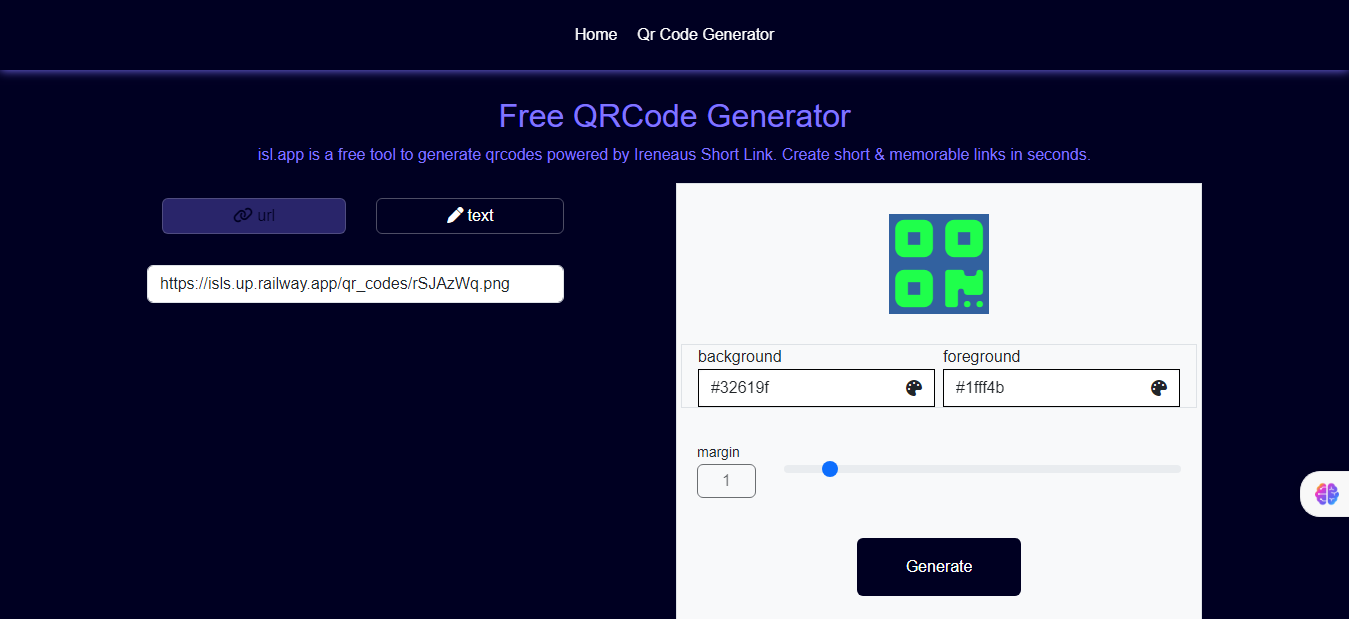 Home Qr Code Generator
Free QRCode Generator
isl.app is a free tool to generate qrcodes powered by Ireneaus Short Link. Create short & memorable links in seconds.
url text
https://isls.up.railway.app/qr_codes/rSJAzWq.png
background foreground
#32619f #1fff4b
margin
1
Generate